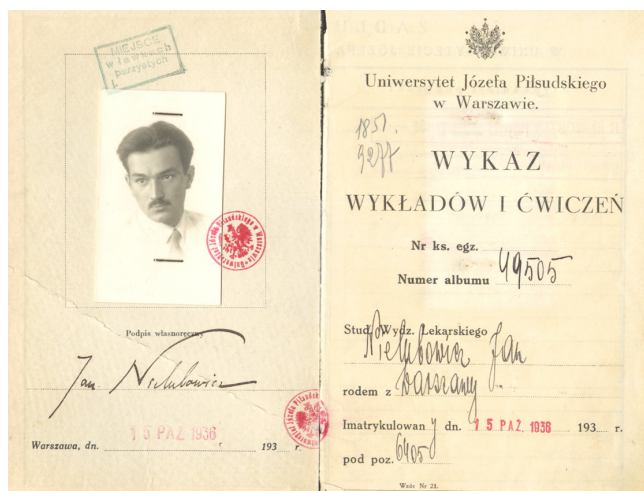 MIEJSCE
w ławkach
parzystych
Podpis własnoręczny
Jan Nielubowicz
15 PAŹ 1936
Warszawa, dn. 193 r.
Uniwersytet Józefa Piłsudskiego
w Warszawie.
1851.
9277
WYKAZ
WYKŁADÓW I ĆWICZEŃ
Nr ks. egz.
Numer albumu 49505
Stud. Wydz. Lekarskiego
Nielubowicz Jan
rodem z Warszawy
Imatrykulowany dn. 15 PAŹ. 1936 193 r.
pod poz. 6405
Wzór Nr 21.